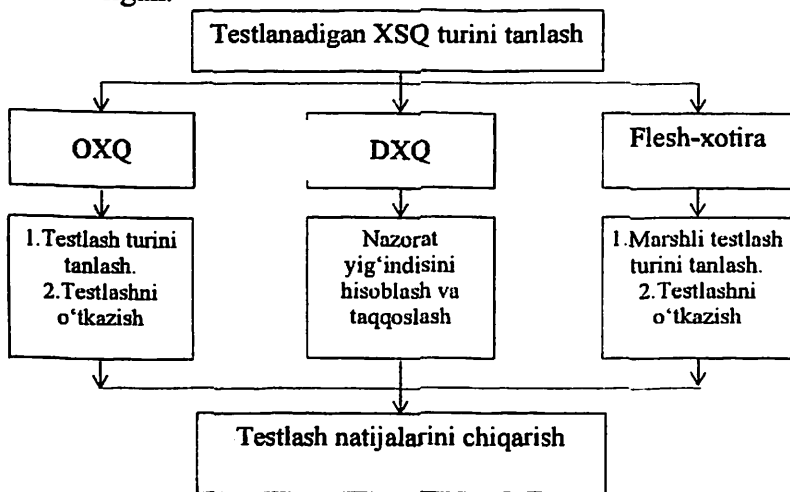 Testlanadigan XSQ turini tanlash
OXQ
DXQ
Flesh-xotira
1.Testlash turini
tanlash.
2.Testlashni
o‘tkazish
Nazorat
yig‘indisini
hisoblash va
taqqoslash
1.Marshli testlash
turini tanlash.
2.Testlashni
o‘tkazish
Testlash natijalarini chiqarish